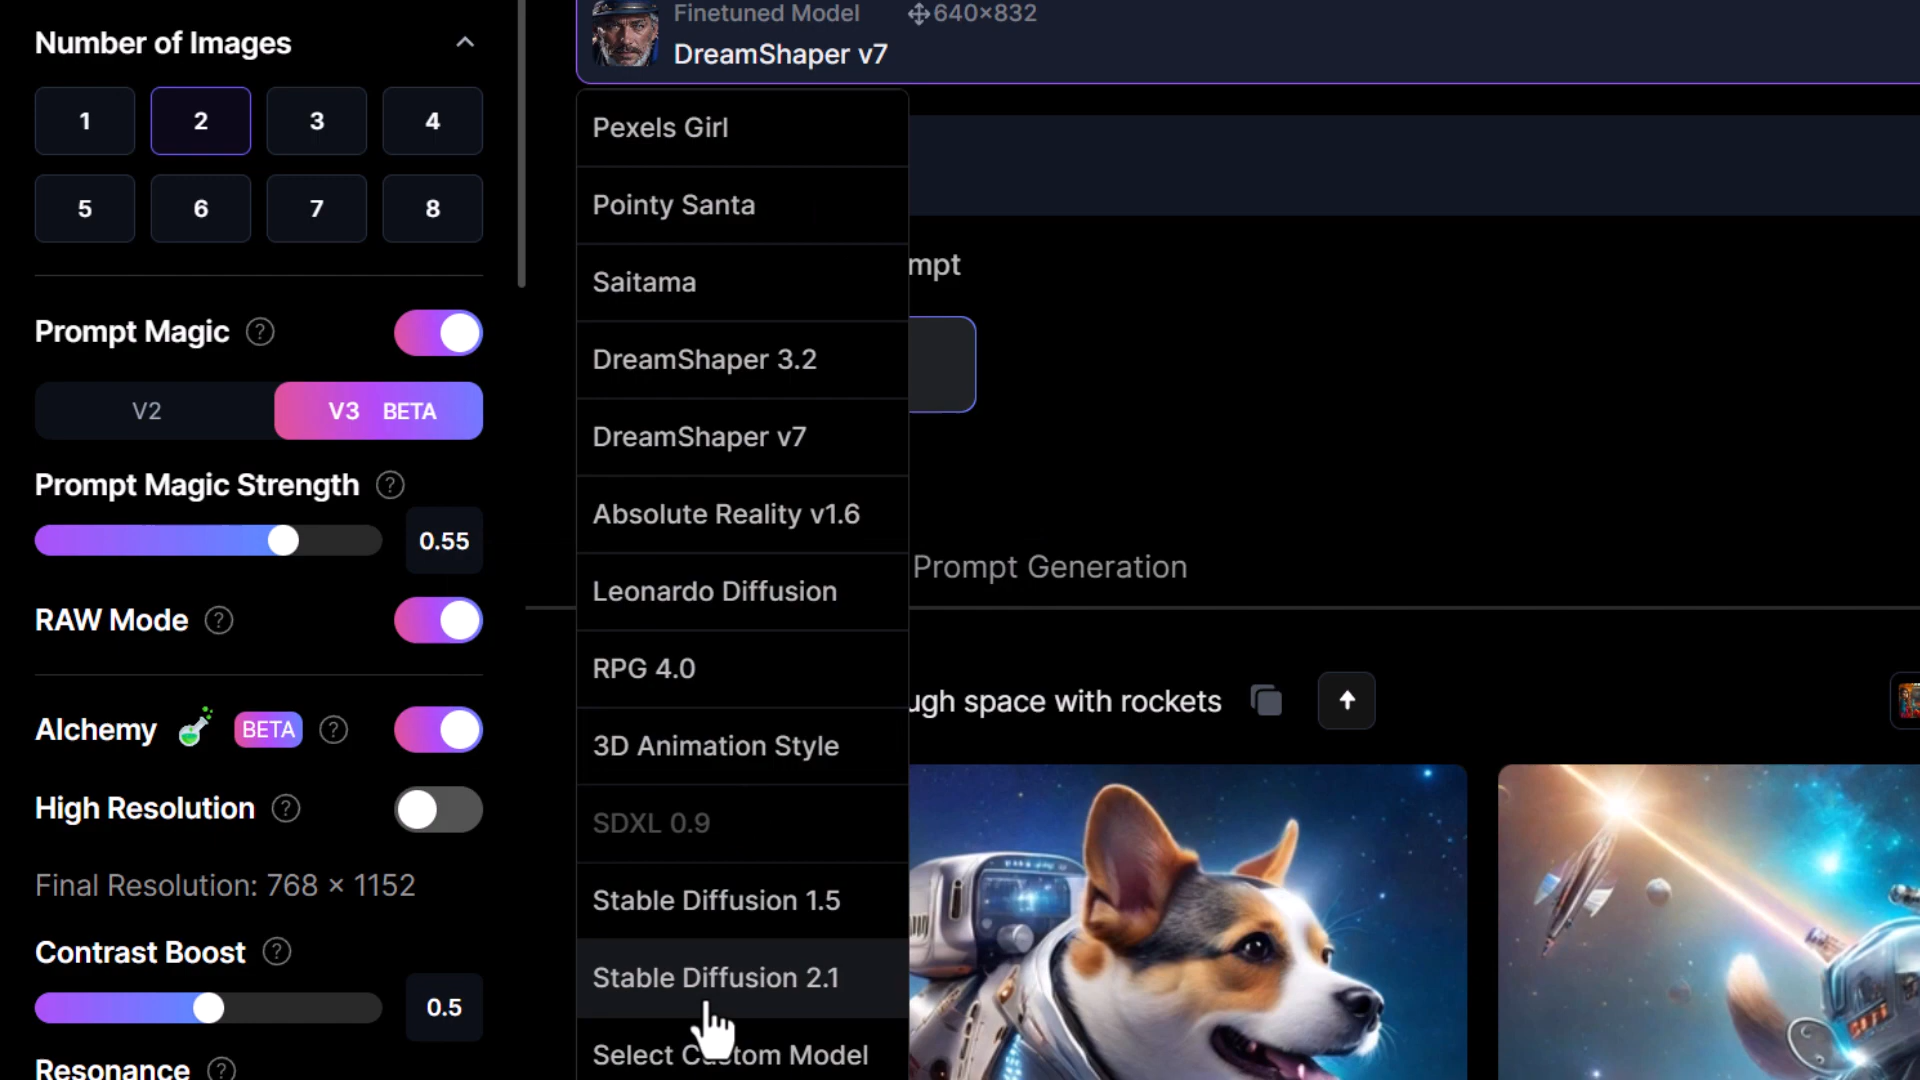 Number of Images
1 2 3 4
5 6 7 8
Prompt Magic ?
V2 V3 BETA
Prompt Magic Strength ?
0.55
RAW Mode ?
Alchemy BETA ?
High Resolution ?
Final Resolution: 768 × 1152
Contrast Boost ?
0.5
Resonance ?
Finetuned Model 640×832
DreamShaper v7
Pexels Girl
Pointy Santa
Saitama
DreamShaper 3.2
DreamShaper v7
Absolute Reality v1.6
Leonardo Diffusion
RPG 4.0
3D Animation Style
SDXL 0.9
Stable Diffusion 1.5
Stable Diffusion 2.1
Select Custom Model
mpt
Prompt Generation
ugh space with rockets